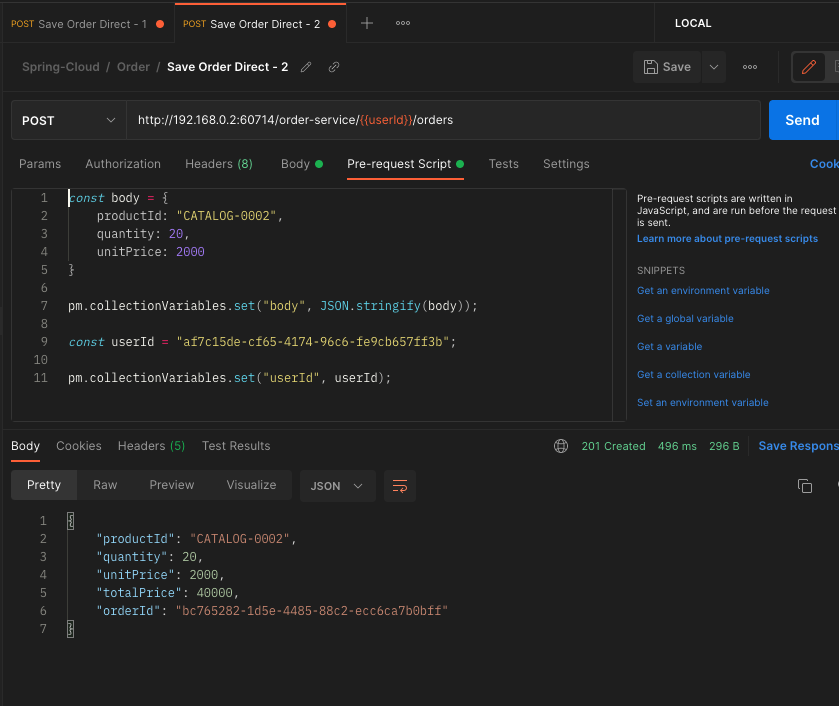 POST Save Order Direct - 1
POST Save Order Direct - 2
LOCAL
Spring-Cloud / Order / Save Order Direct - 2
Save
POST
http://192.168.0.2:60714/order-service/{{userId}}/orders
Send
Params Authorization Headers (8) Body Pre-request Script Tests Settings Cook
1 const body = {
2 productId: "CATALOG-0002",
3 quantity: 20,
4 unitPrice: 2000
5 }
6
7 pm.collectionVariables.set("body", JSON.stringify(body));
8
9 const userId = "af7c15de-cf65-4174-96c6-fe9cb657ff3b";
10
11 pm.collectionVariables.set("userId", userId);
Pre-request scripts are written in
JavaScript, and are run before the request
is sent.
Learn more about pre-request scripts
SNIPPETS
Get an environment variable
Get a global variable
Get a variable
Get a collection variable
Set an environment variable
Body Cookies Headers (5) Test Results
201 Created 496 ms 296 B Save Respons
Pretty Raw Preview Visualize JSON
1 {
2 "productId": "CATALOG-0002",
3 "quantity": 20,
4 "unitPrice": 2000,
5 "totalPrice": 40000,
6 "orderId": "bc765282-1d5e-4485-88c2-ecc6ca7b0bff"
7 }